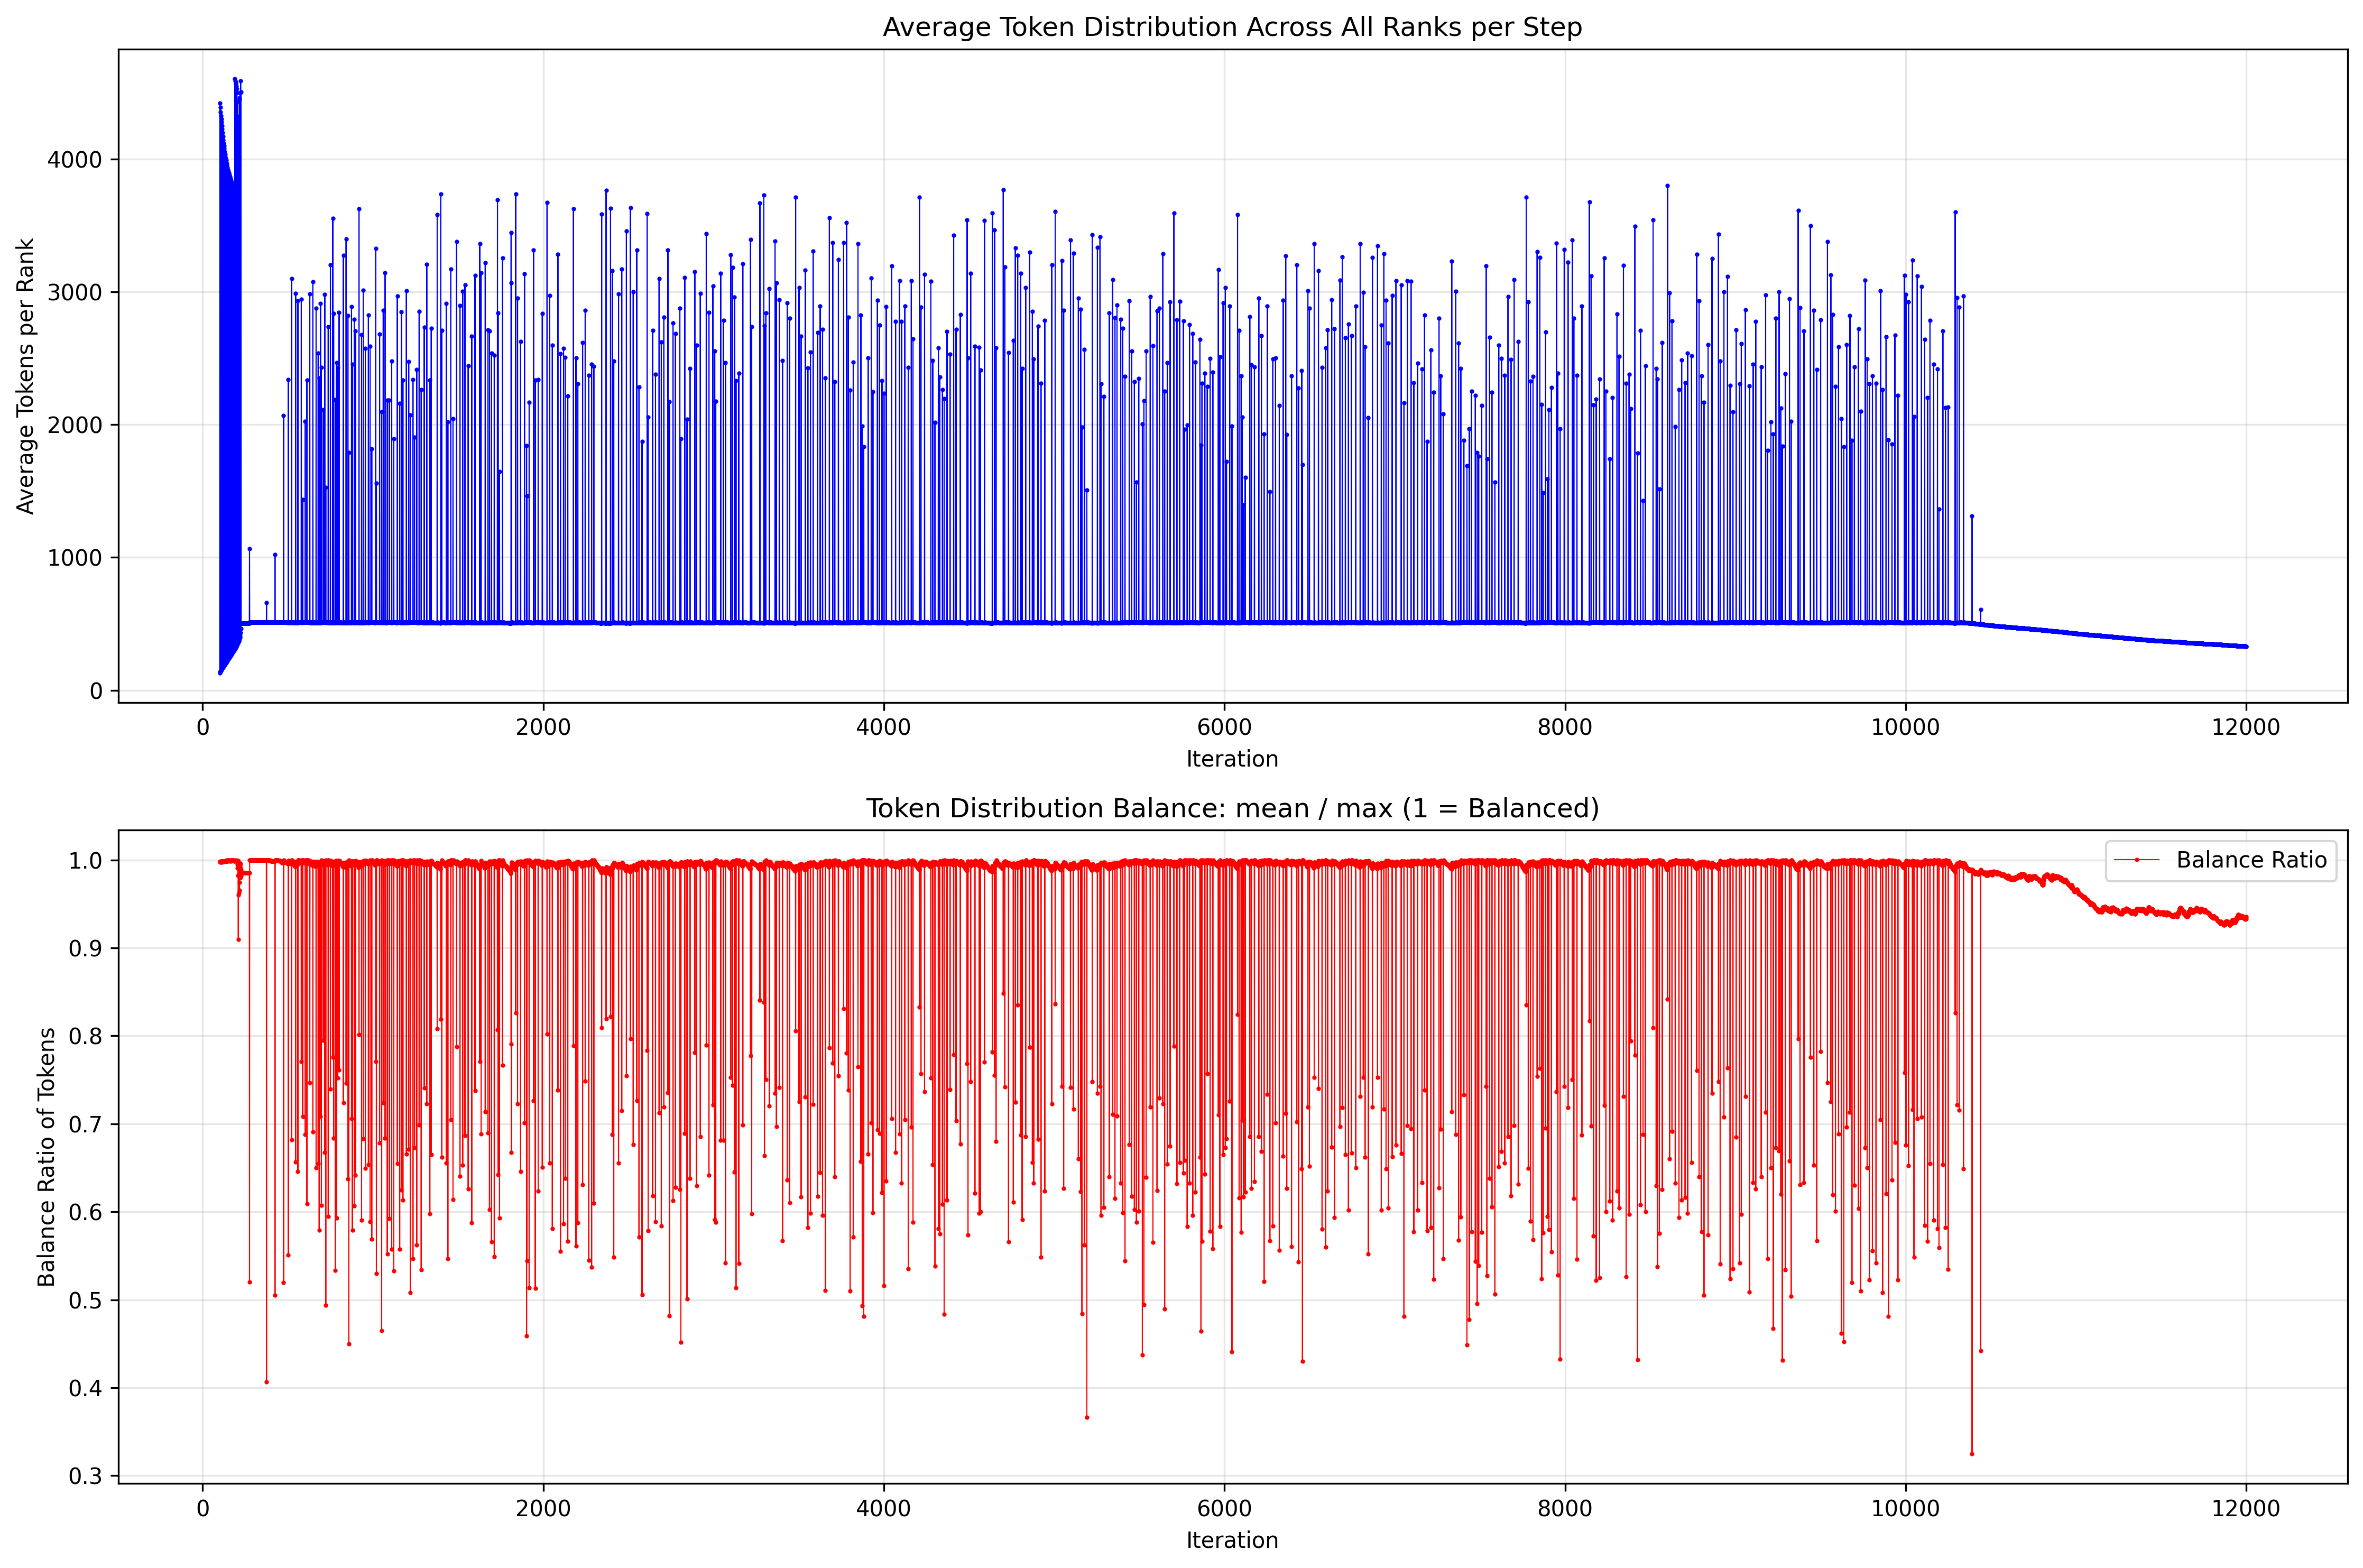 Average Token Distribution Across All Ranks per Step
Average Tokens per Rank
4000
3000
2000
1000
0
0 2000 4000 6000 8000 10000 12000
Iteration
Token Distribution Balance: mean / max (1 = Balanced)
Balance Ratio of Tokens
1.0
0.9
0.8
0.7
0.6
0.5
0.4
0.3
Balance Ratio
0 2000 4000 6000 8000 10000 12000
Iteration